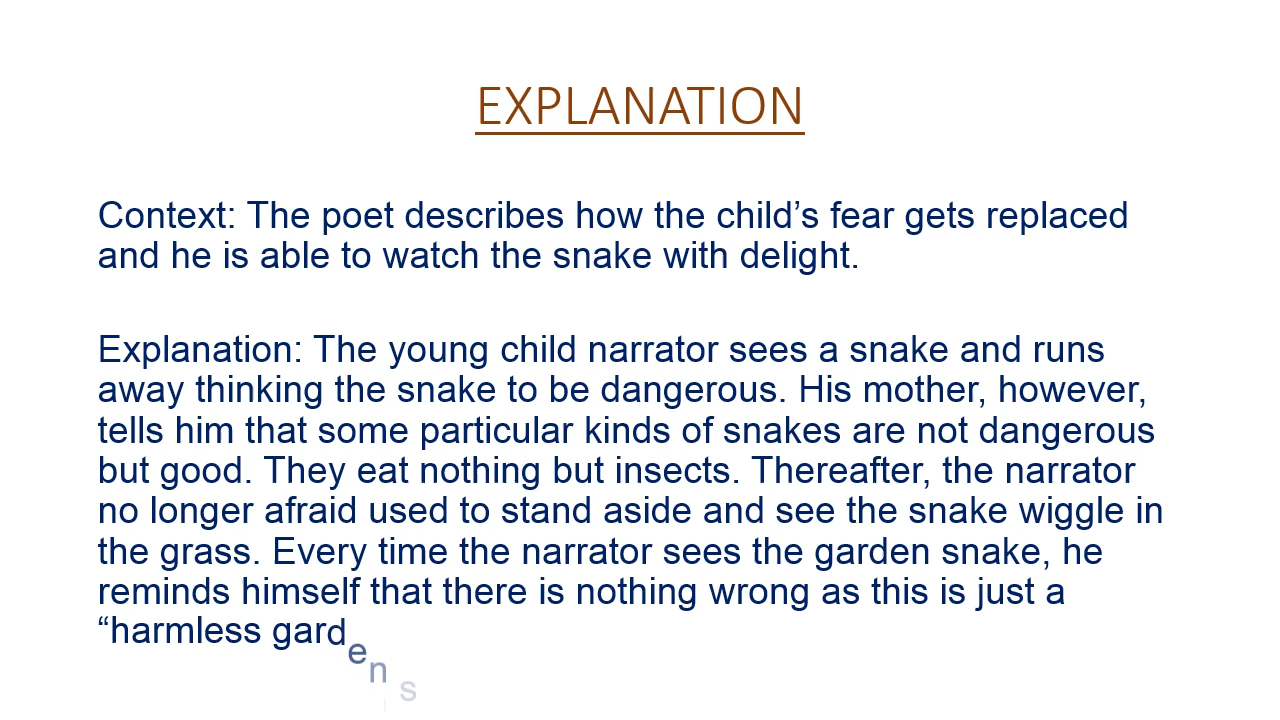 EXPLANATION
Context: The poet describes how the child’s fear gets replaced
and he is able to watch the snake with delight.
Explanation: The young child narrator sees a snake and runs
away thinking the snake to be dangerous. His mother, however,
tells him that some particular kinds of snakes are not dangerous
but good. They eat nothing but insects. Thereafter, the narrator
no longer afraid used to stand aside and see the snake wiggle in
the grass. Every time the narrator sees the garden snake, he
reminds himself that there is nothing wrong as this is just a
“harmless garden s